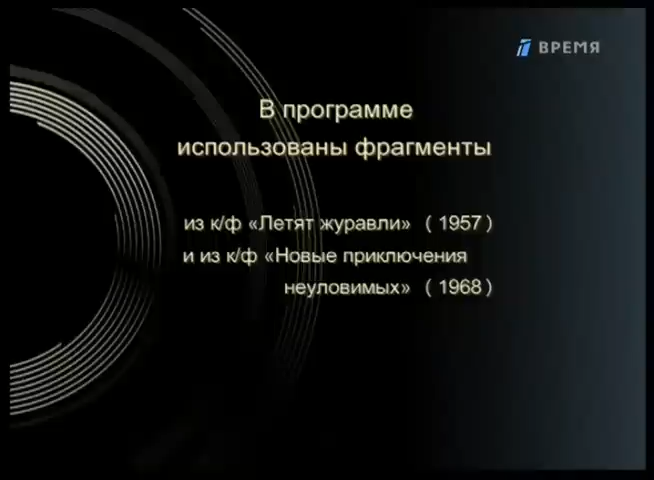 ВРЕМЯ
В программе
использованы фрагменты
из к/ф «Летят журавли» ( 1957 )
и из к/ф «Новые приключения
неуловимых» ( 1968 )